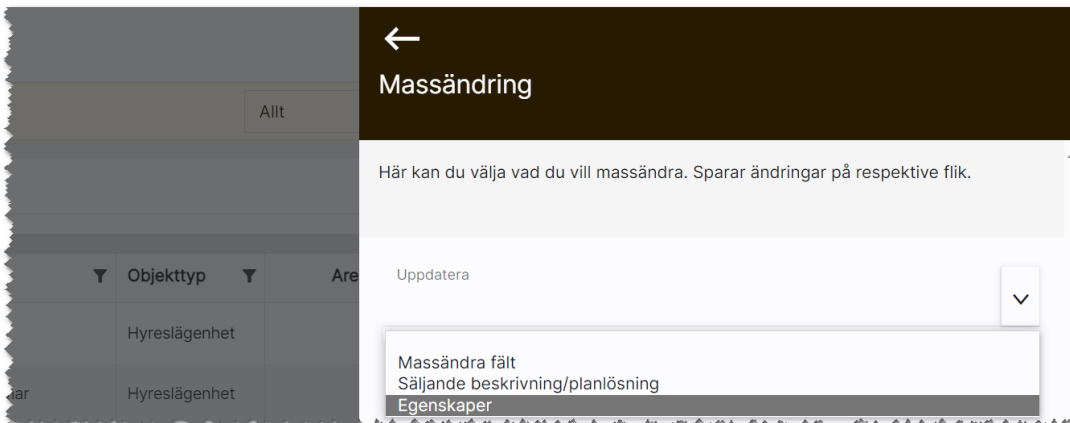 Massändring
Allt
Här kan du välja vad du vill massändra. Sparar ändringar på respektive flik.
Objekttyp
Uppdatera
Hyreslägenhet
Massändra fält
Säljande beskrivning/planlösning
Hyreslägenhet
Egenskaper